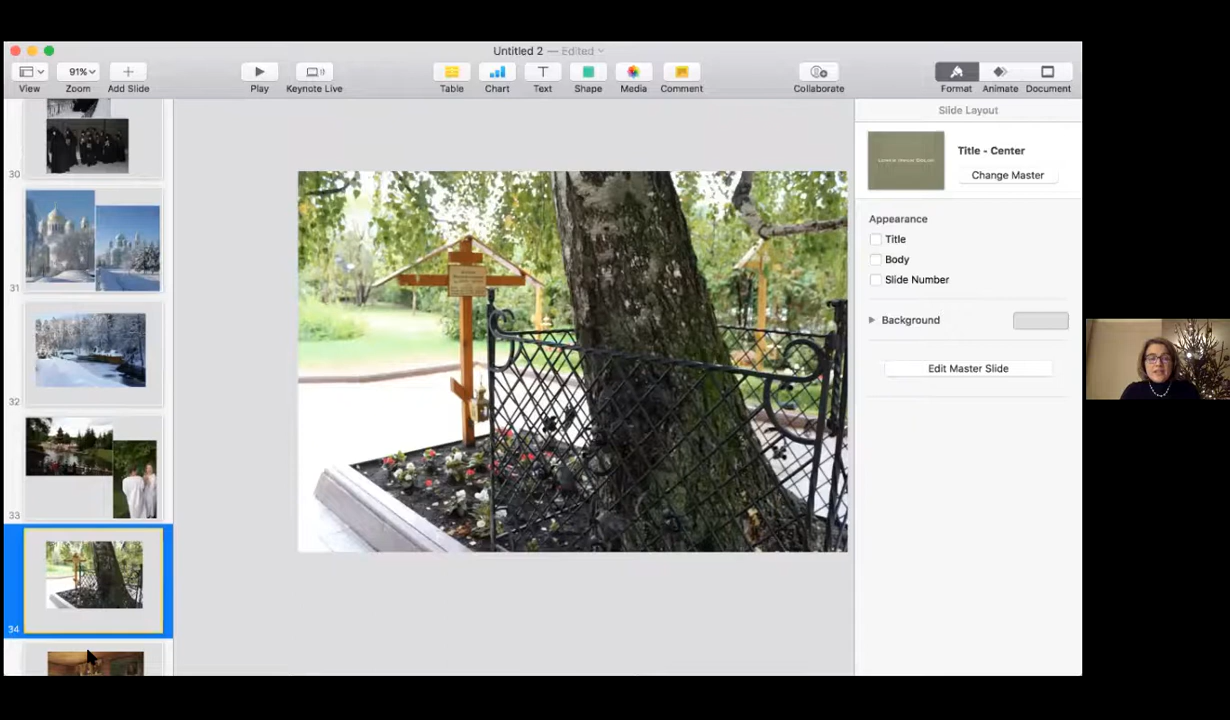 Untitled 2 — Edited
View
91%
Zoom
Add Slide
Play
Keynote Live
Table
Chart
Text
Shape
Media
Comment
Collaborate
Format
Animate
Document
Slide Layout
Title - Center
Change Master
Appearance
Title
Body
Slide Number
Background
Edit Master Slide
30
31
32
33
34